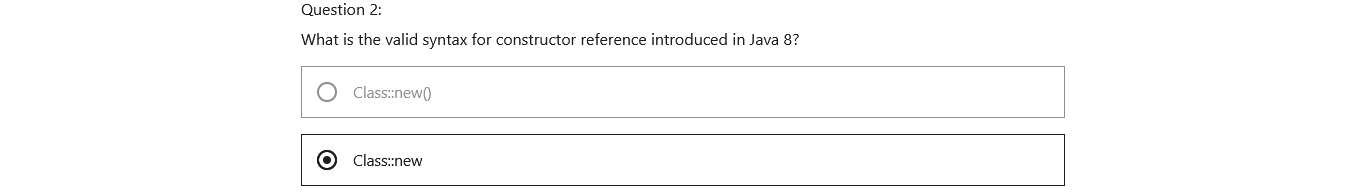 Question 2:
What is the valid syntax for constructor reference introduced in Java 8?
Class::new()
Class::new